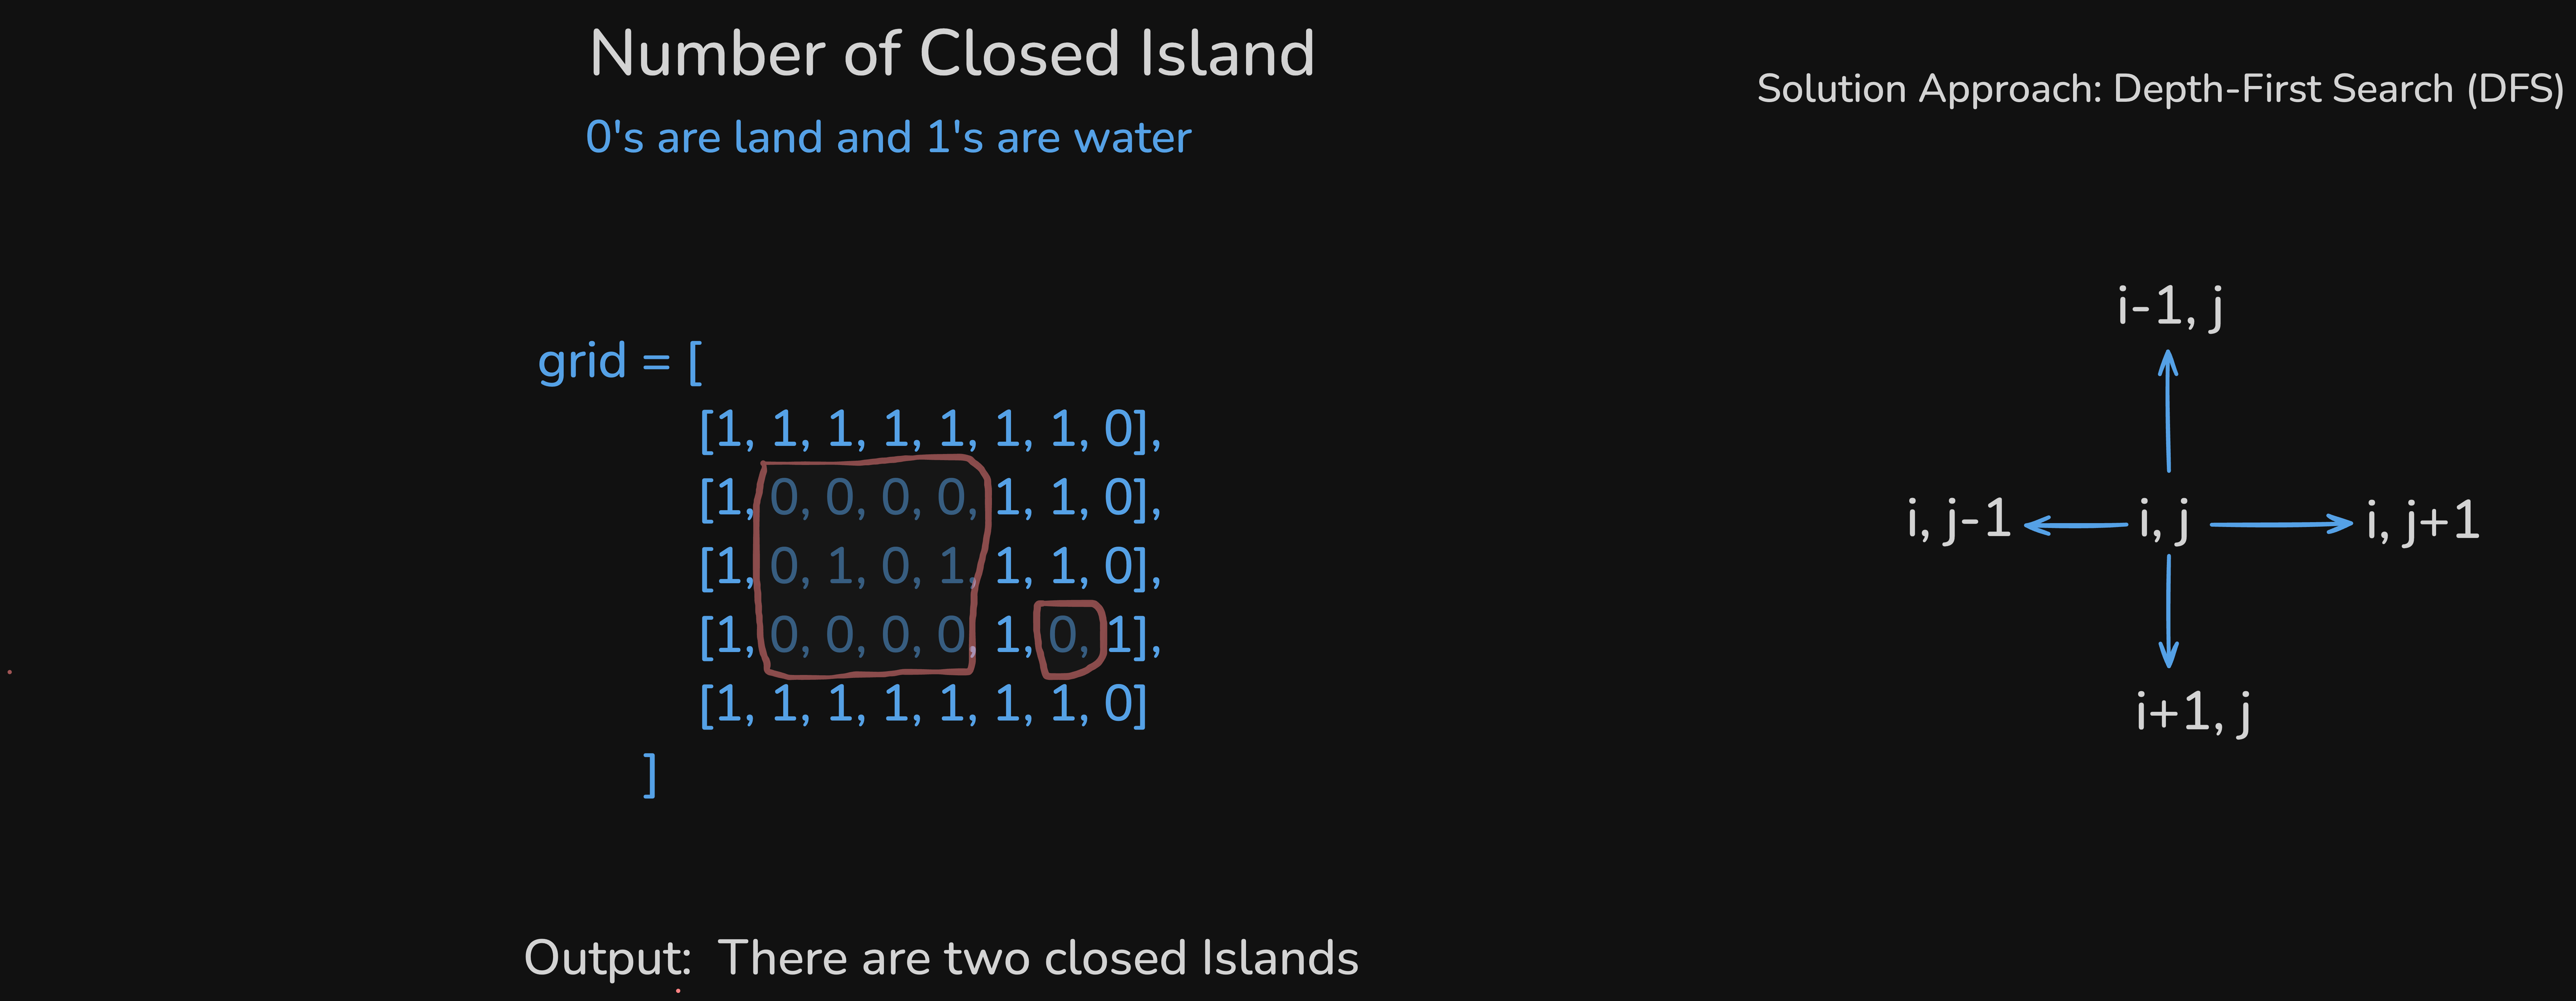 Number of Closed Island
0's are land and 1's are water
grid = [
[1, 1, 1, 1, 1, 1, 1, 0],
[1, 0, 0, 0, 0, 1, 1, 0],
[1, 0, 1, 0, 1, 1, 1, 0],
[1, 0, 0, 0, 0, 1, 0, 1],
[1, 1, 1, 1, 1, 1, 1, 0]
]
Output: There are two closed Islands
Solution Approach: Depth-First Search (DFS)
i-1, j
i, j-1 i, j i, j+1
i+1, j